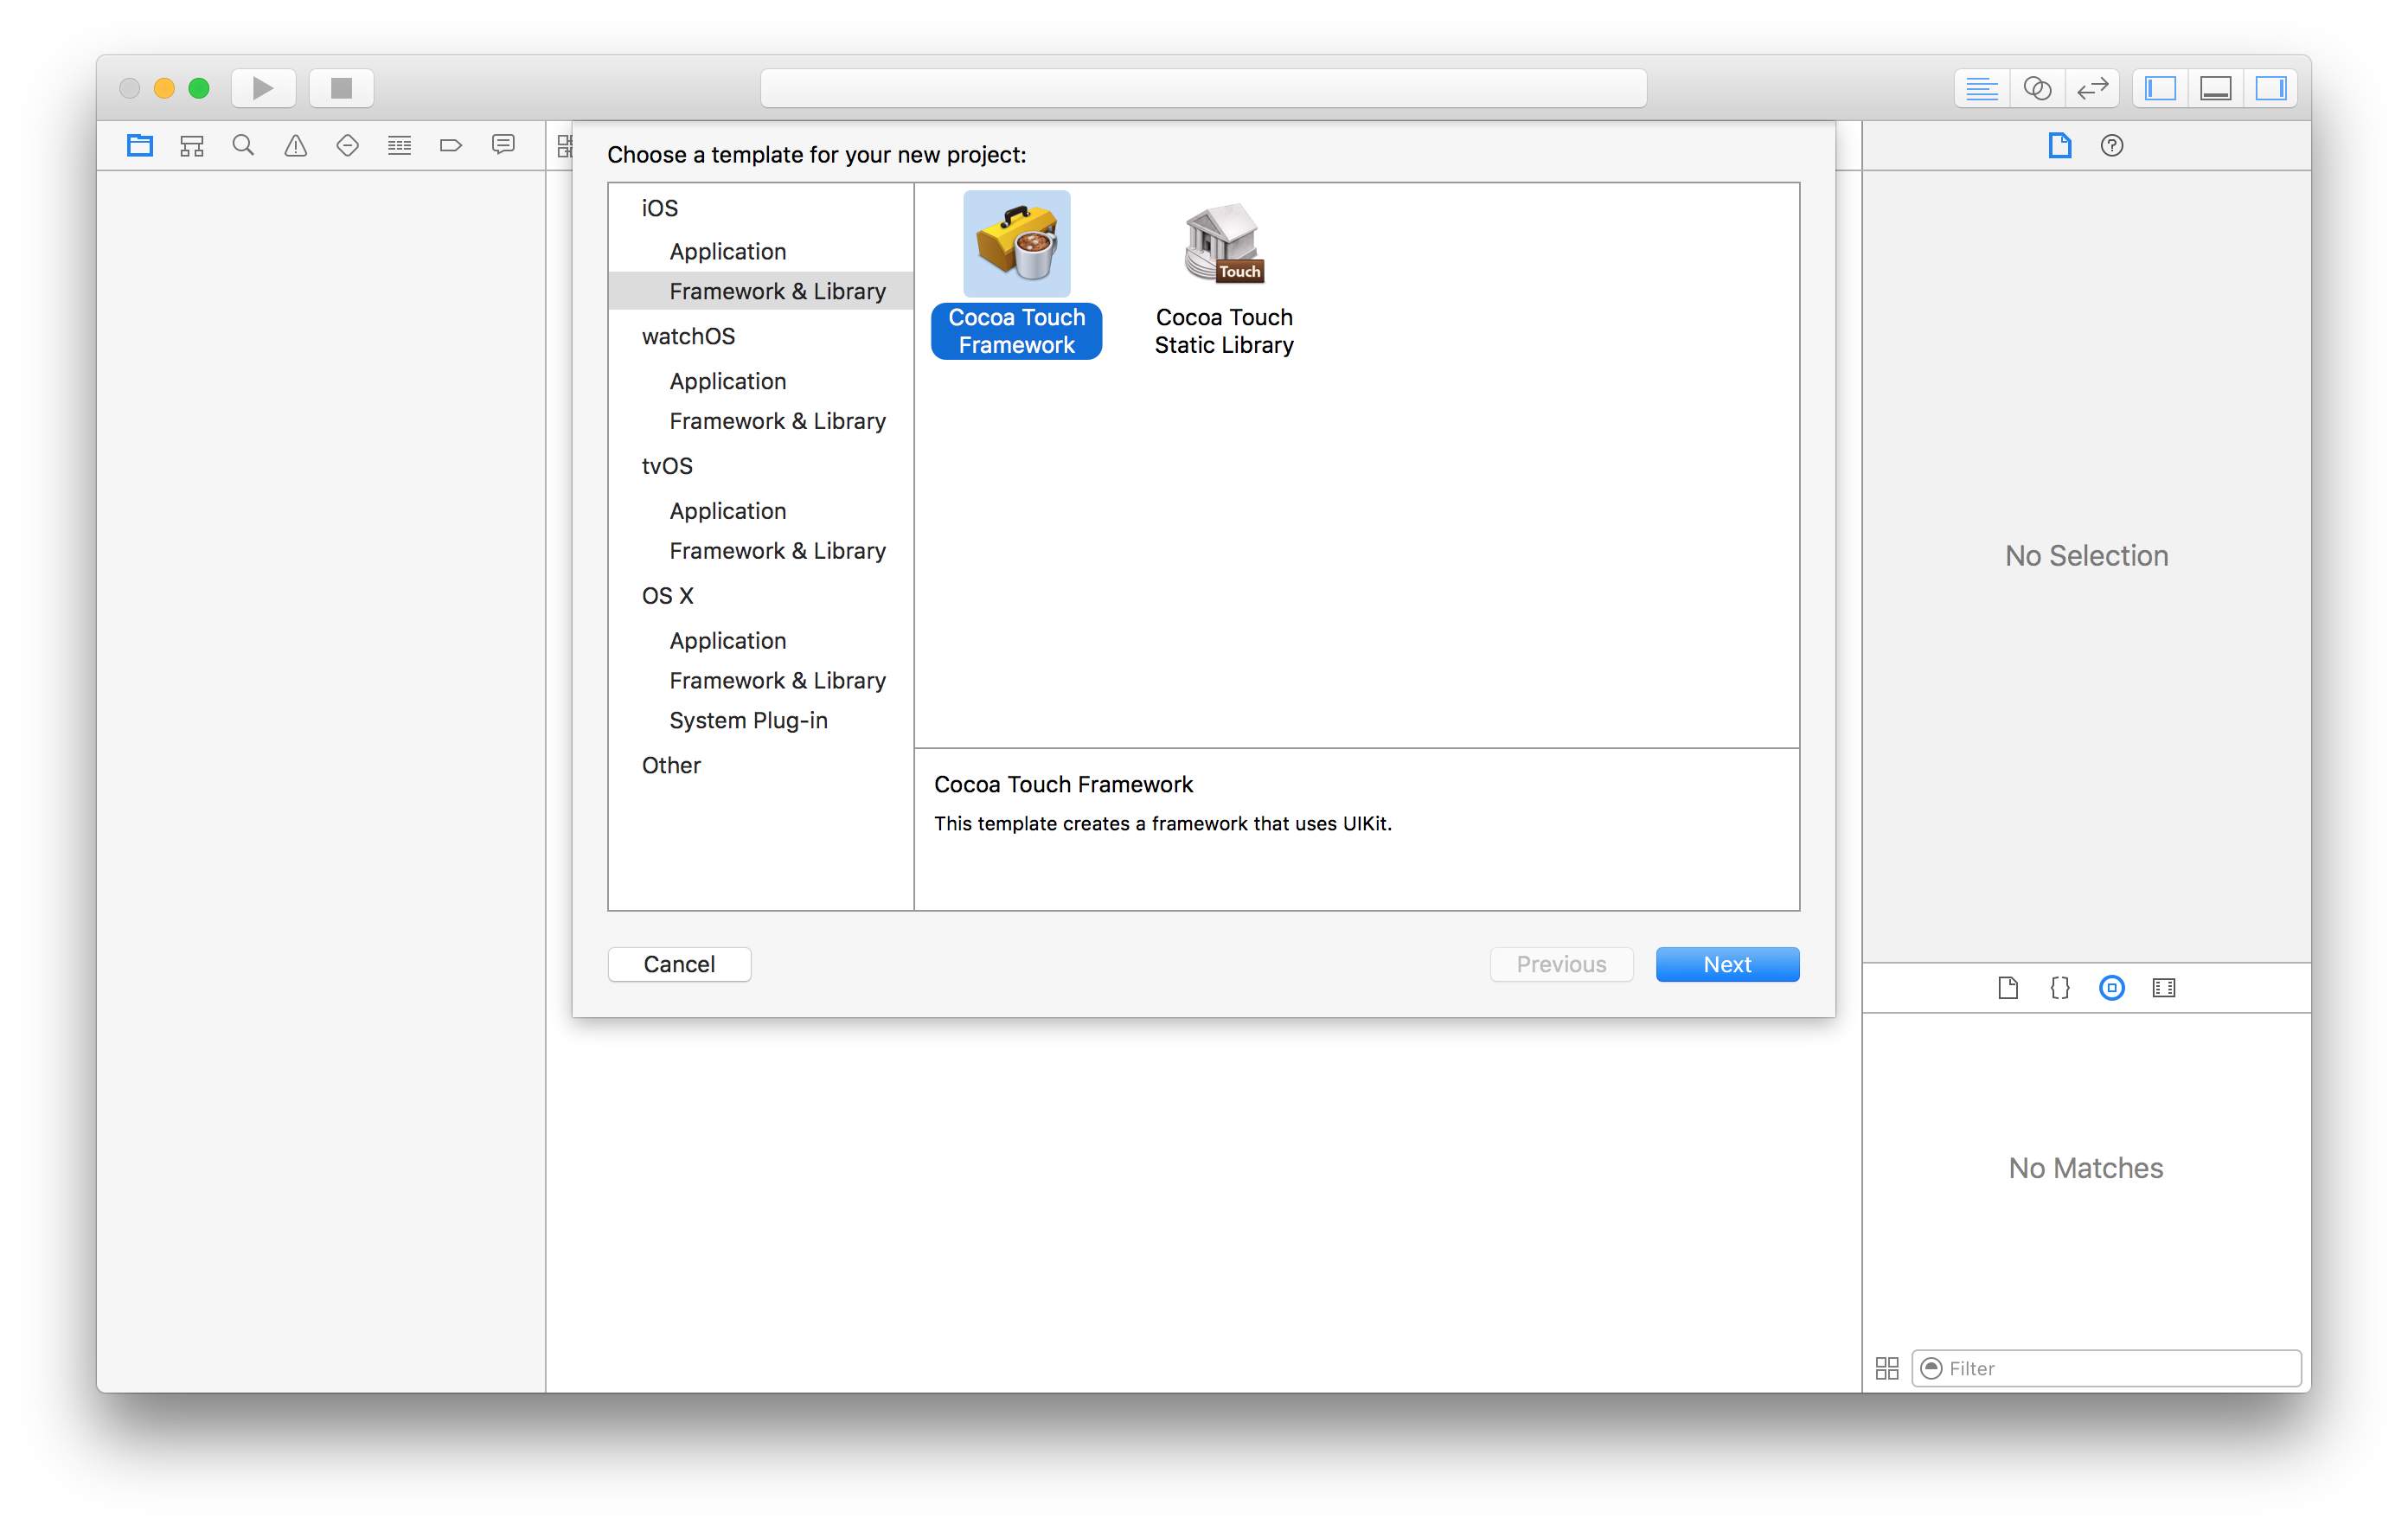 Choose a template for your new project:
iOS
Application
Framework & Library
watchOS
Application
Framework & Library
tvOS
Application
Framework & Library
OS X
Application
Framework & Library
System Plug-in
Other
Cocoa Touch
Framework
Touch
Cocoa Touch
Static Library
Cocoa Touch Framework
This template creates a framework that uses UIKit.
Cancel
Previous
Next
No Selection
No Matches
Filter